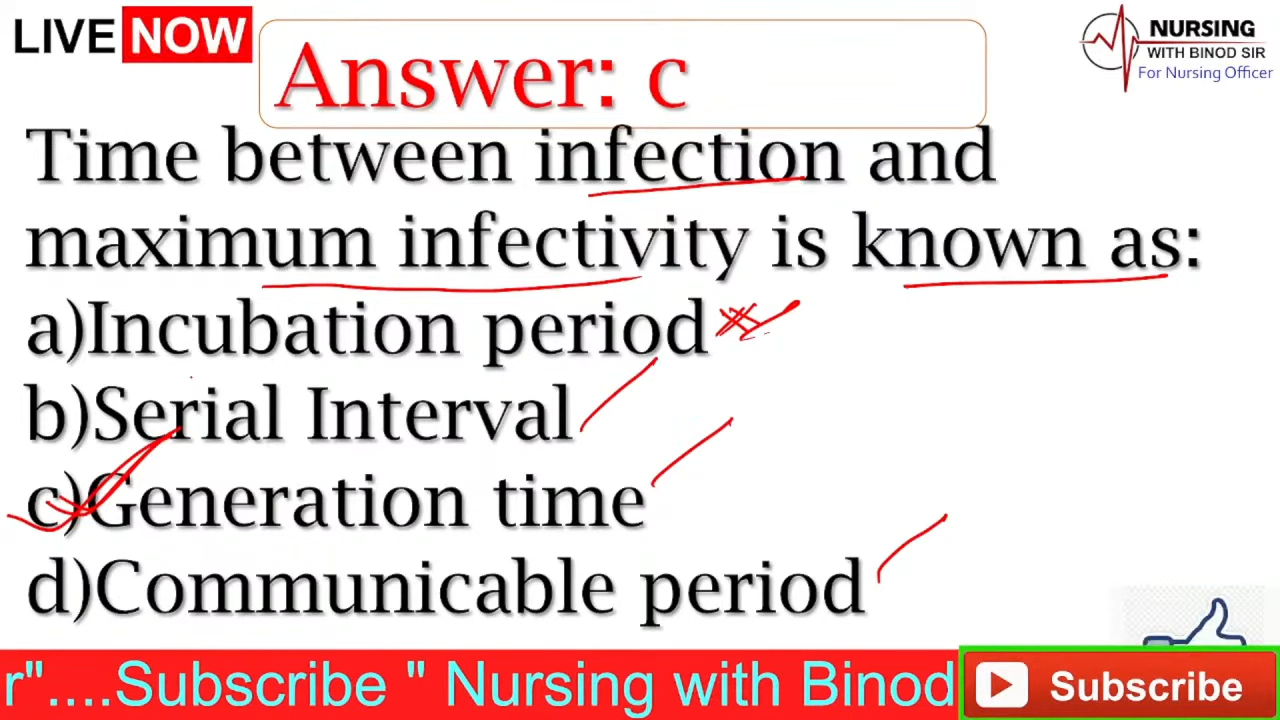 LIVE NOW
NURSING
WITH BINOD SIR
For Nursing Officer
Answer: c
Time between infection and
maximum infectivity is known as:
a)Incubation period
b)Serial Interval
c)Generation time
d)Communicable period
r"....Subscribe " Nursing with Binod
Subscribe